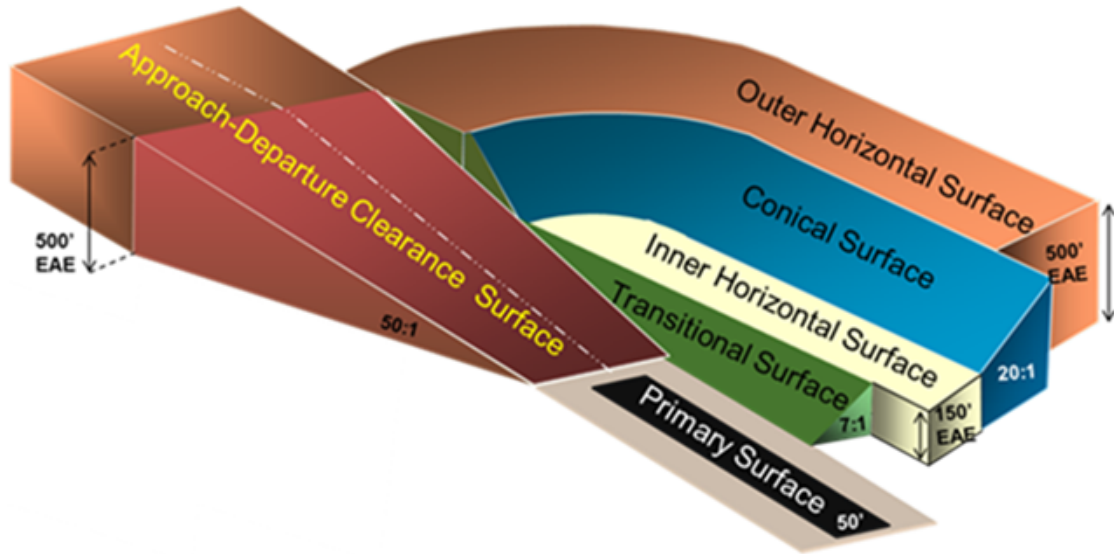 Approach-Departure Clearance Surface
Outer Horizontal Surface
Conical Surface
Inner Horizontal Surface
Transitional Surface
Primary Surface
500'
EAE
50:1
500'
EAE
20:1
150'
EAE
7:1
50'